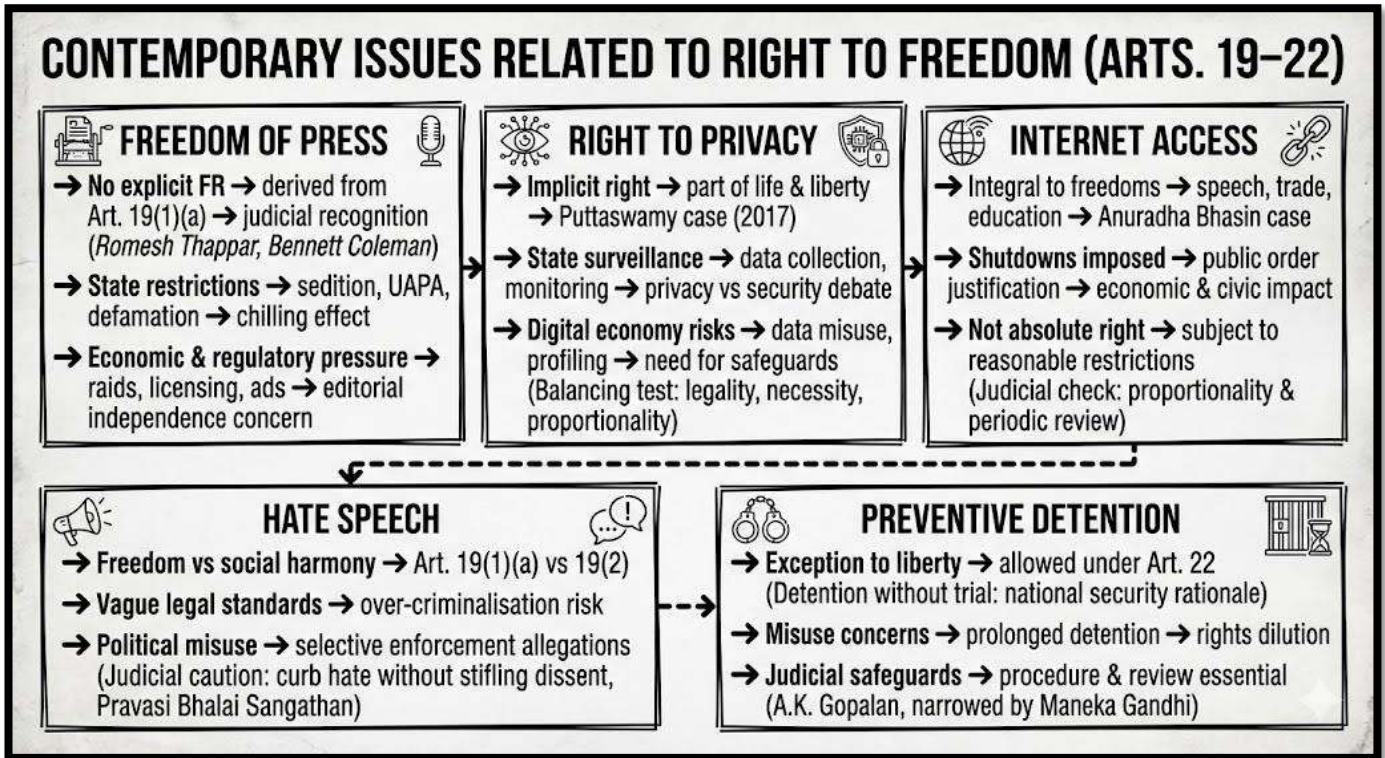 CONTEMPORARY ISSUES RELATED TO RIGHT TO FREEDOM (ARTS. 19–22)
FREEDOM OF PRESS
→ No explicit FR → derived from
Art. 19(1)(a) → judicial recognition
(Romesh Thappar, Bennett Coleman)
→ State restrictions → sedition, UAPA,
defamation → chilling effect
→ Economic & regulatory pressure →
raids, licensing, ads → editorial
independence concern
RIGHT TO PRIVACY
→ Implicit right → part of life & liberty
→ Puttaswamy case (2017)
→ State surveillance → data collection,
monitoring → privacy vs security debate
→ Digital economy risks → data misuse,
profiling → need for safeguards
(Balancing test: legality, necessity,
proportionality)
INTERNET ACCESS
→ Integral to freedoms → speech, trade,
education → Anuradha Bhasin case
→ Shutdowns imposed → public order
justification → economic & civic impact
→ Not absolute right → subject to
reasonable restrictions
(Judicial check: proportionality &
periodic review)
HATE SPEECH
→ Freedom vs social harmony → Art. 19(1)(a) vs 19(2)
→ Vague legal standards → over-criminalisation risk
→ Political misuse → selective enforcement allegations
(Judicial caution: curb hate without stifling dissent,
Pravasi Bhalai Sangathan)
PREVENTIVE DETENTION
→ Exception to liberty → allowed under Art. 22
(Detention without trial: national security rationale)
→ Misuse concerns → prolonged detention → rights dilution
→ Judicial safeguards → procedure & review essential
(A.K. Gopalan, narrowed by Maneka Gandhi)